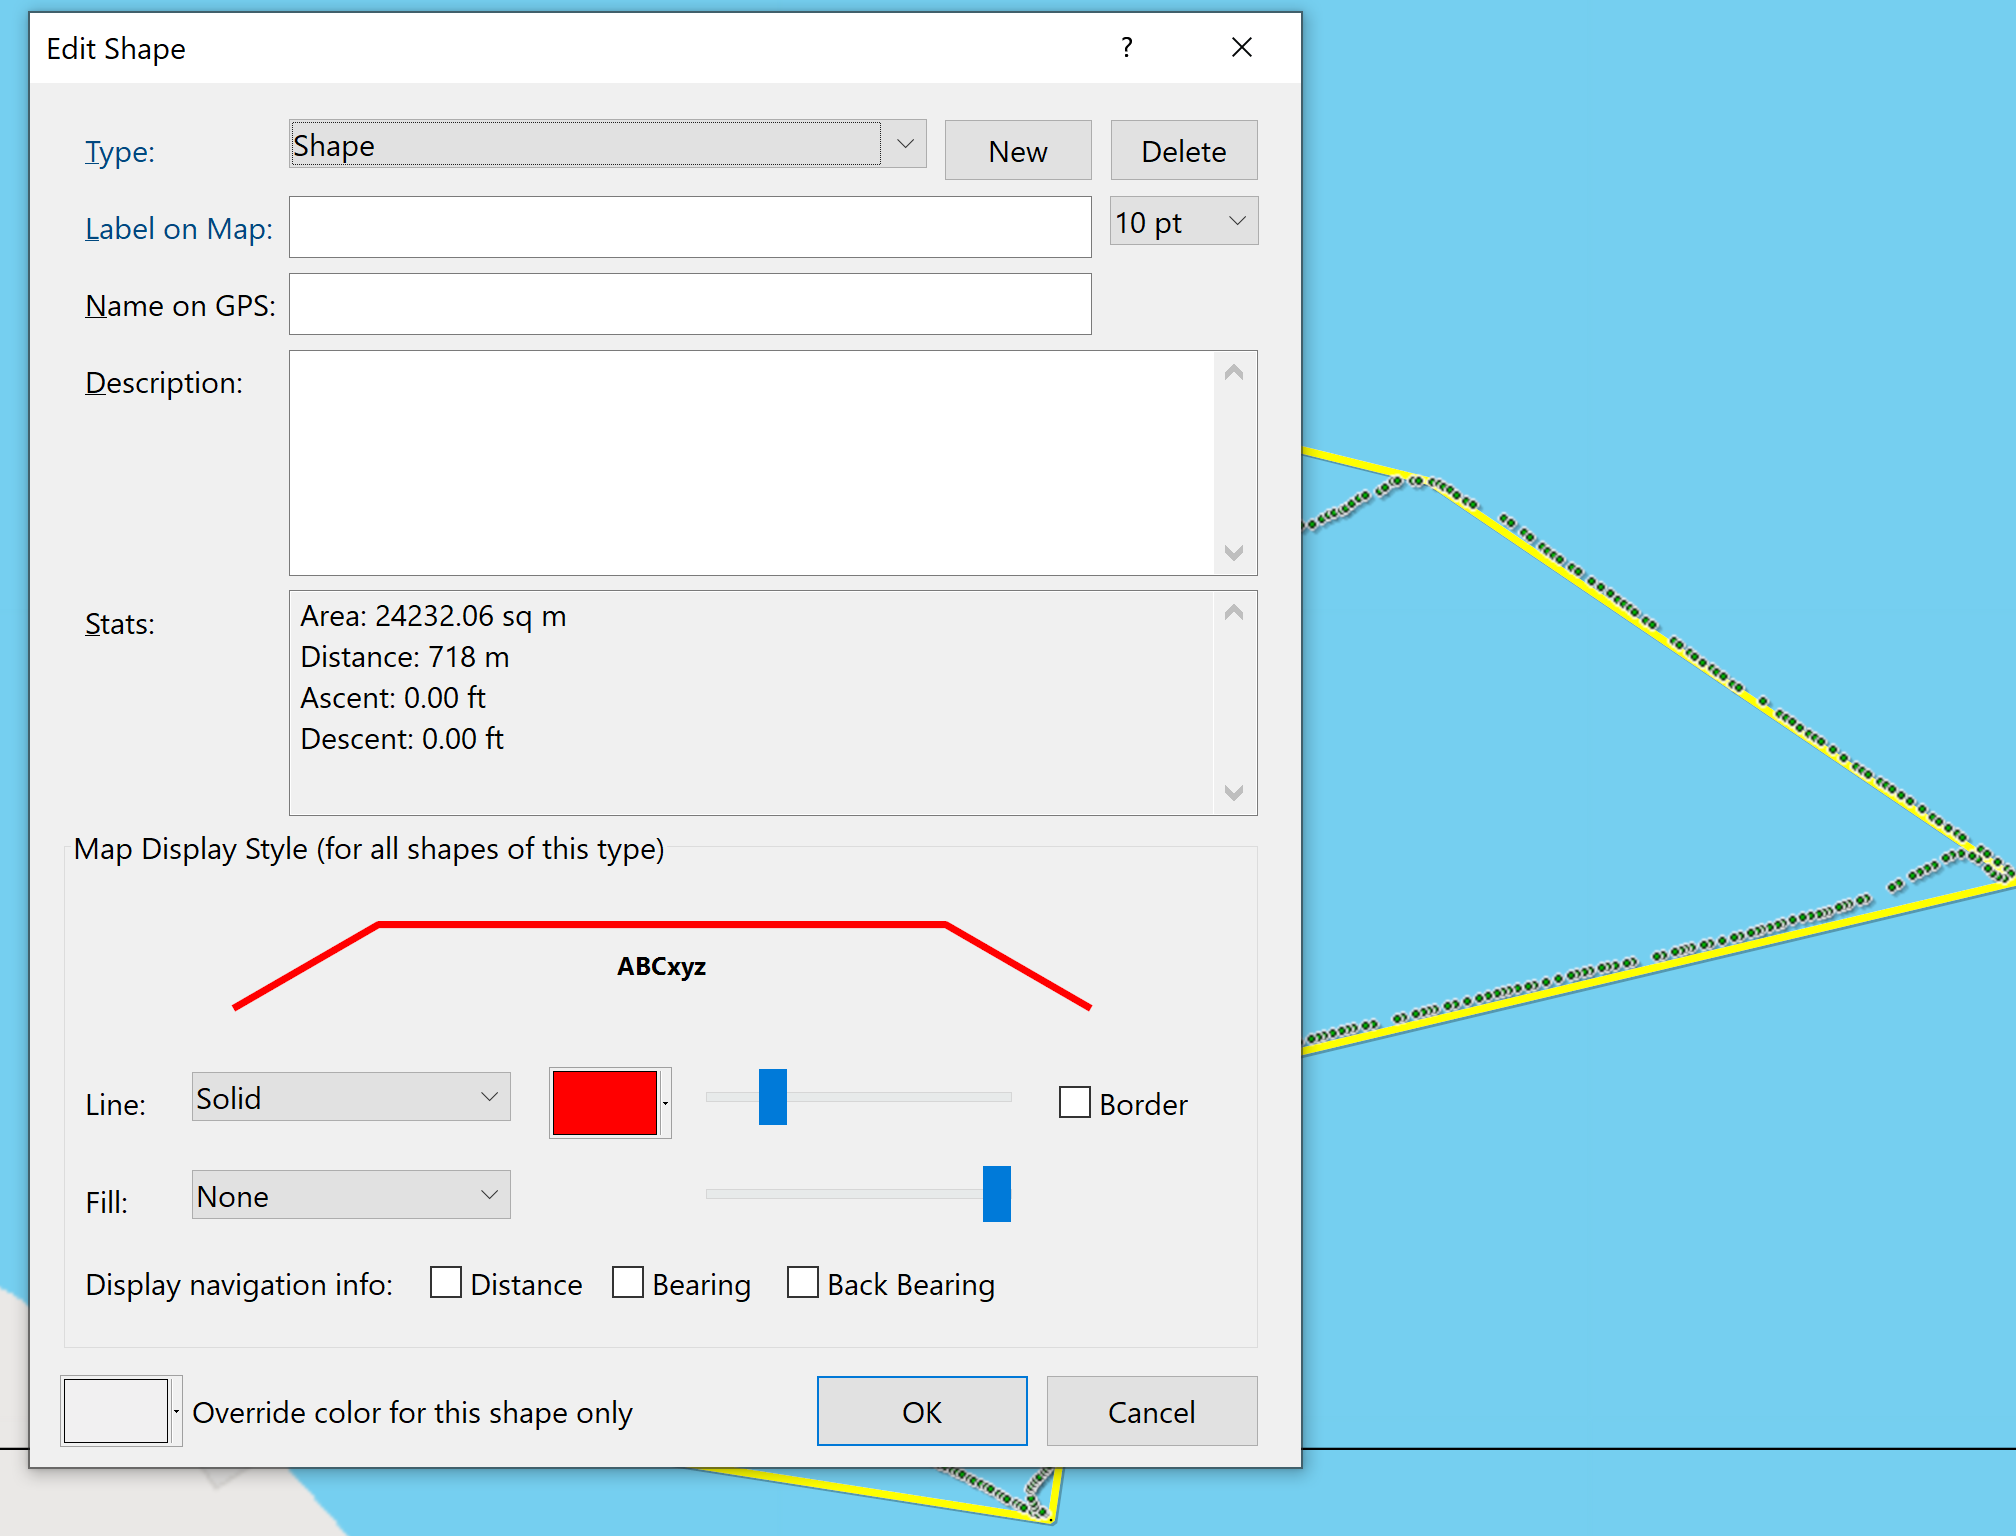 Edit Shape ?
Type: Shape New Delete
Label on Map: 10 pt
Name on GPS:
Description:
Stats: Area: 24232.06 sq m
Distance: 718 m
Ascent: 0.00 ft
Descent: 0.00 ft
Map Display Style (for all shapes of this type)
ABCxyz
Line: Solid Border
Fill: None
Display navigation info: Distance Bearing Back Bearing
Override color for this shape only OK Cancel